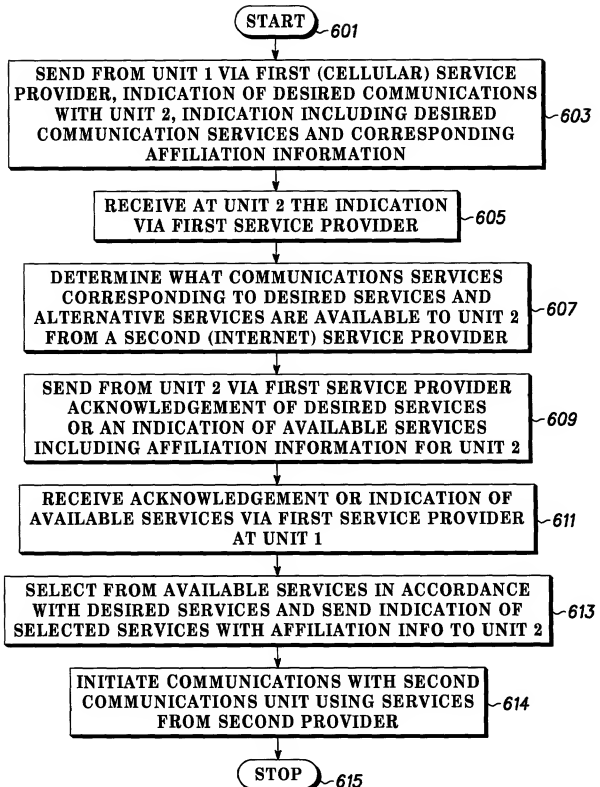 START
601
SEND FROM UNIT 1 VIA FIRST (CELLULAR) SERVICE
PROVIDER, INDICATION OF DESIRED COMMUNICATIONS
WITH UNIT 2, INDICATION INCLUDING DESIRED
COMMUNICATION SERVICES AND CORRESPONDING
AFFILIATION INFORMATION
603
RECEIVE AT UNIT 2 THE INDICATION
VIA FIRST SERVICE PROVIDER
605
DETERMINE WHAT COMMUNICATIONS SERVICES
CORRESPONDING TO DESIRED SERVICES AND
ALTERNATIVE SERVICES ARE AVAILABLE TO UNIT 2
FROM A SECOND (INTERNET) SERVICE PROVIDER
607
SEND FROM UNIT 2 VIA FIRST SERVICE PROVIDER
ACKNOWLEDGEMENT OF DESIRED SERVICES
OR AN INDICATION OF AVAILABLE SERVICES
INCLUDING AFFILIATION INFORMATION FOR UNIT 2
609
RECEIVE ACKNOWLEDGEMENT OR INDICATION OF
AVAILABLE SERVICES VIA FIRST SERVICE PROVIDER
AT UNIT 1
611
SELECT FROM AVAILABLE SERVICES IN ACCORDANCE
WITH DESIRED SERVICES AND SEND INDICATION OF
SELECTED SERVICES WITH AFFILIATION INFO TO UNIT 2
613
INITIATE COMMUNICATIONS WITH SECOND
COMMUNICATIONS UNIT USING SERVICES
FROM SECOND PROVIDER
614
STOP
615